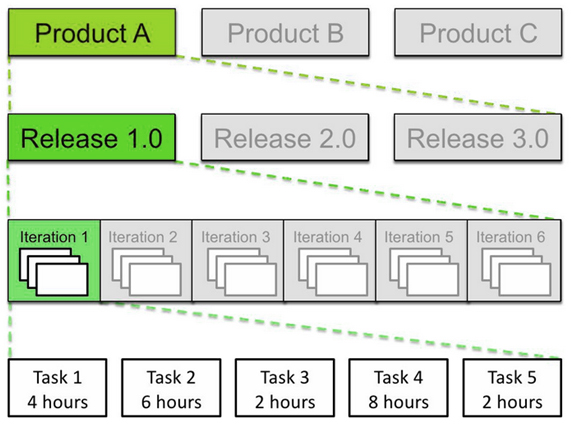 Product A
Product B
Product C
Release 1.0
Release 2.0
Release 3.0
Iteration 1
Iteration 2
Iteration 3
Iteration 4
Iteration 5
Iteration 6
Task 1
4 hours
Task 2
6 hours
Task 3
2 hours
Task 4
8 hours
Task 5
2 hours